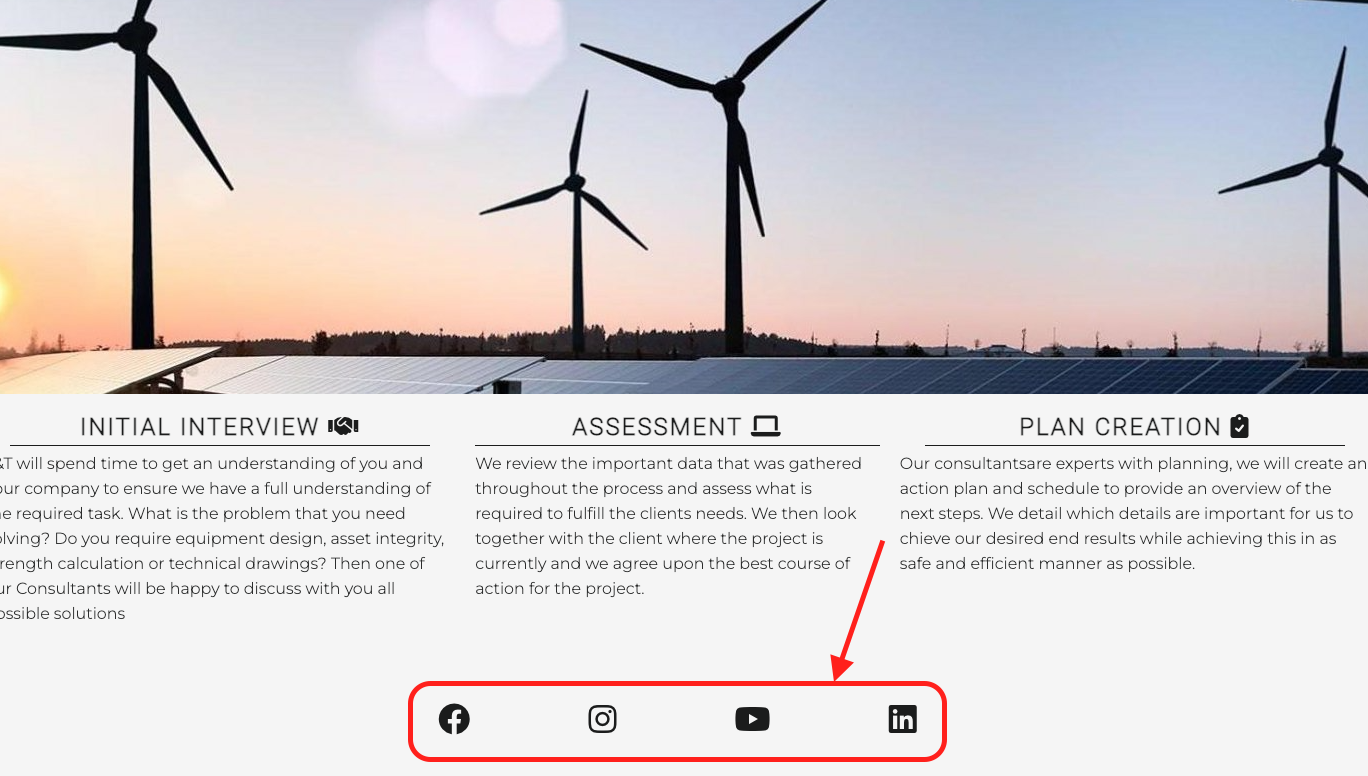 INITIAL INTERVIEW
&T will spend time to get an understanding of you and
our company to ensure we have a full understanding of
required task. What is the problem that you need
olving? Do you require equipment design, asset integrity,
rength calculation or technical drawings? Then one of
ur Consultants will be happy to discuss with you all
ossible solutions
ASSESSMENT
We review the important data that was gathered
throughout the process and assess what is
required to fulfill the clients needs. We then look
together with the client where the project is
currently and we agree upon the best course of
action for the project.
PLAN CREATION
Our consultantsare experts with planning, we will create an
action plan and schedule to provide an overview of the
next steps. We detail which details are important for us to
chieve our desired end results while achieving this in as
safe and efficient manner as possible.